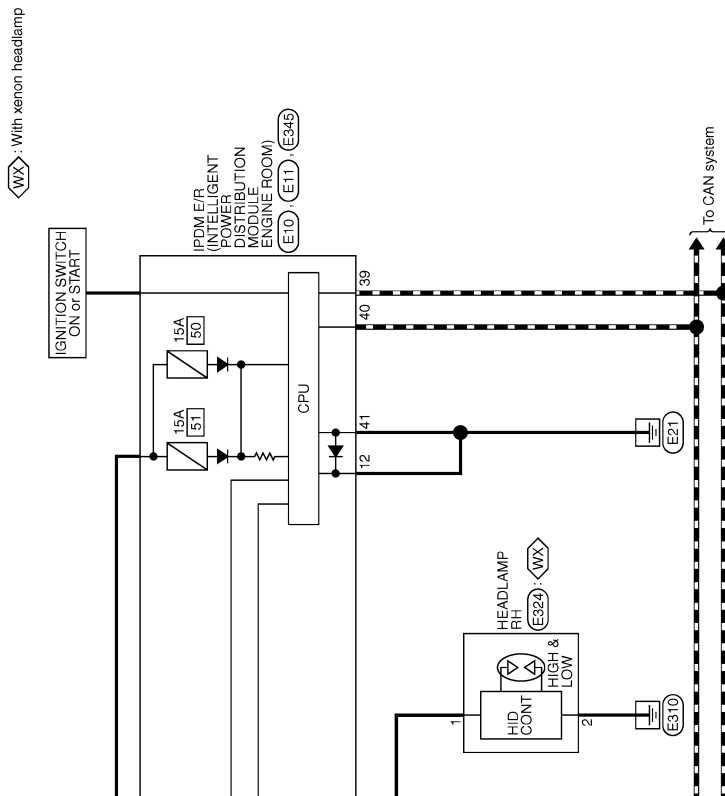 WX : With xenon headlamp
IGNITION SWITCH
ON or START
IPDM E/R
(INTELLIGENT
POWER
DISTRIBUTION
MODULE
ENGINE ROOM)
E10 , E11 , E345
15A
50
15A
51
CPU
39
40
41
12
To CAN system
E21
HEADLAMP
RH
E324 : WX
HIGH &
LOW
HID
CONT
1
2
E310